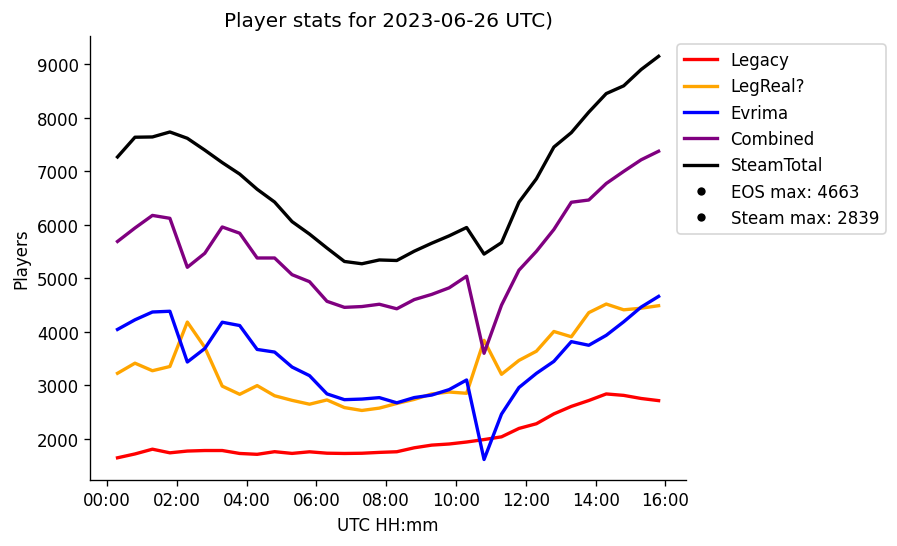 Player stats for 2023-06-26 UTC)
Players
9000
8000
7000
6000
5000
4000
3000
2000
00:00 02:00 04:00 06:00 08:00 10:00 12:00 14:00 16:00
UTC HH:mm
Legacy
LegReal?
Evrima
Combined
SteamTotal
EOS max: 4663
Steam max: 2839